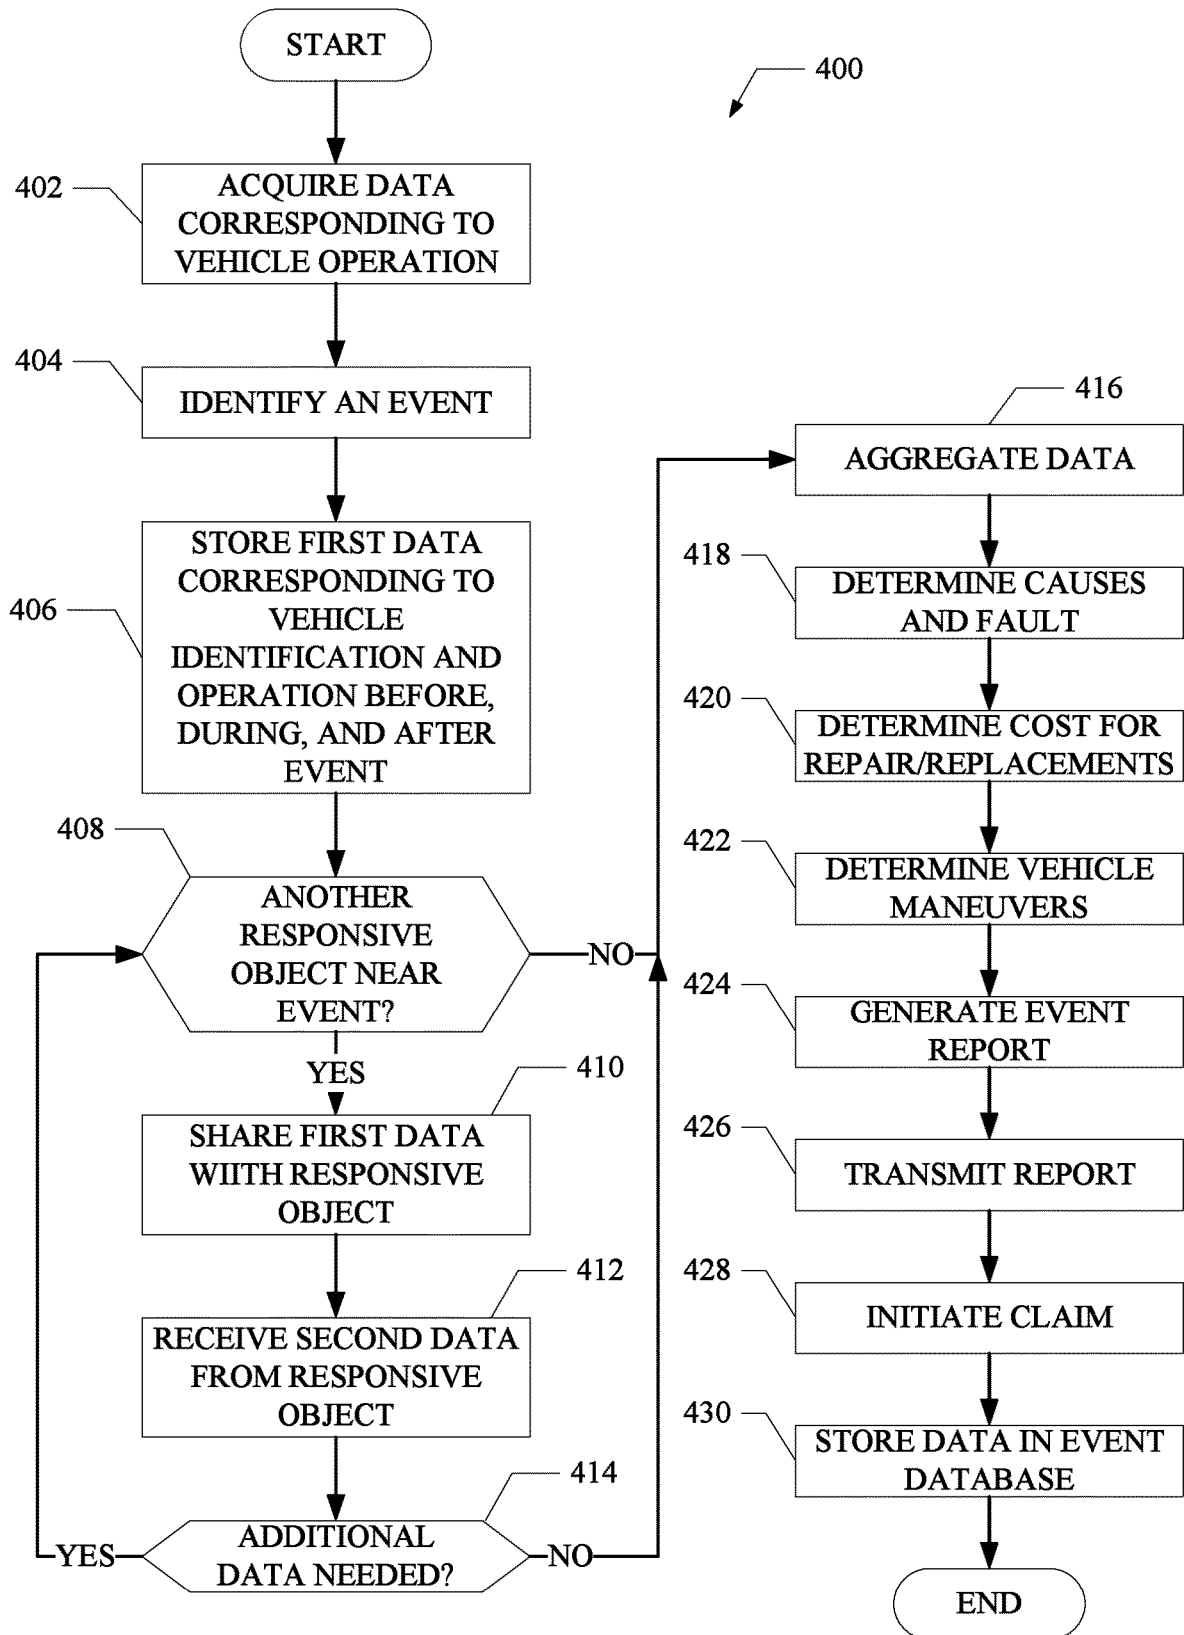 START
400
402
ACQUIRE DATA
CORRESPONDING TO
VEHICLE OPERATION
404
IDENTIFY AN EVENT
406
STORE FIRST DATA
CORRESPONDING TO
VEHICLE
IDENTIFICATION AND
OPERATION BEFORE,
DURING, AND AFTER
EVENT
408
ANOTHER
RESPONSIVE
OBJECT NEAR
EVENT?
NO
YES
410
SHARE FIRST DATA
WIITH RESPONSIVE
OBJECT
412
RECEIVE SECOND DATA
FROM RESPONSIVE
OBJECT
414
ADDITIONAL
DATA NEEDED?
YES
NO
416
AGGREGATE DATA
418
DETERMINE CAUSES
AND FAULT
420
DETERMINE COST FOR
REPAIR/REPLACEMENTS
422
DETERMINE VEHICLE
MANEUVERS
424
GENERATE EVENT
REPORT
426
TRANSMIT REPORT
428
INITIATE CLAIM
430
STORE DATA IN EVENT
DATABASE
END